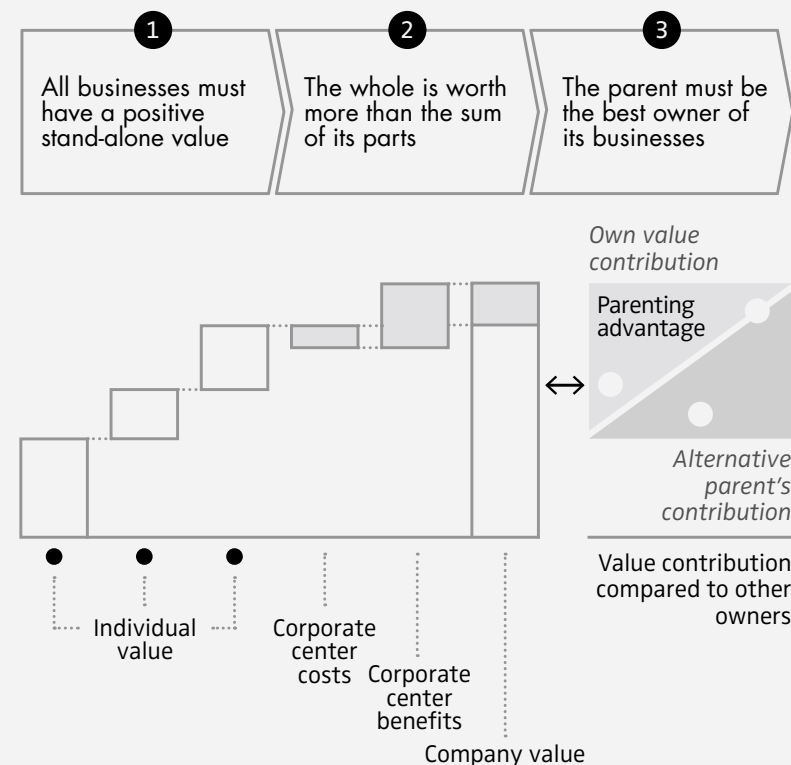 1
All businesses must
have a positive
stand-alone value
2
The whole is worth
more than the sum
of its parts
3
The parent must be
the best owner of
its businesses
Own value
contribution
Parenting
advantage
Alternative
parent's
contribution
Value contribution
compared to other
owners
Individual
value
Corporate
center
costs
Corporate
center
benefits
Company value